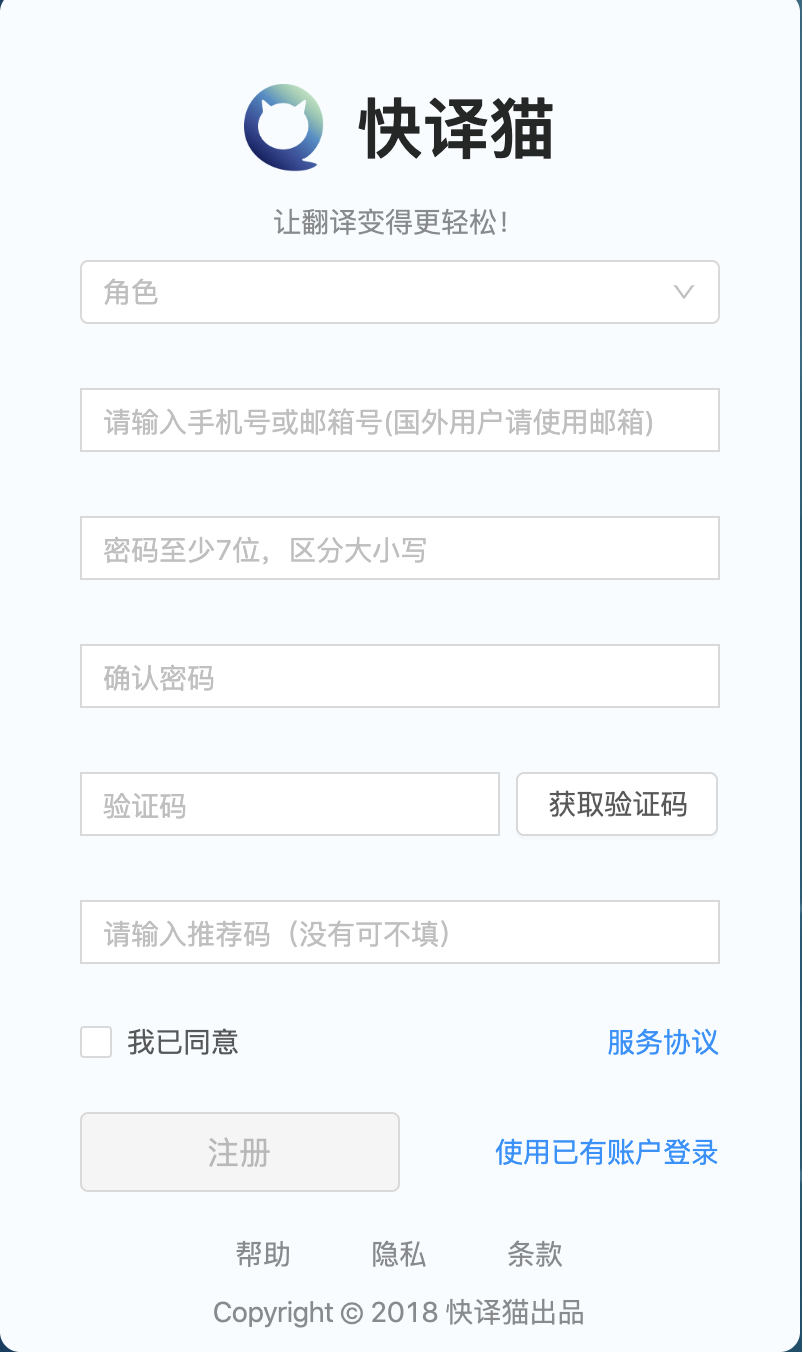 快译猫
让翻译变得更轻松!
角色
请输入手机号或邮箱号(国外用户请使用邮箱)
密码至少7位，区分大小写
确认密码
验证码 获取验证码
请输入推荐码（没有可不填）
我已同意 服务协议
注册 使用已有账户登录
帮助 隐私 条款
Copyright © 2018 快译猫出品